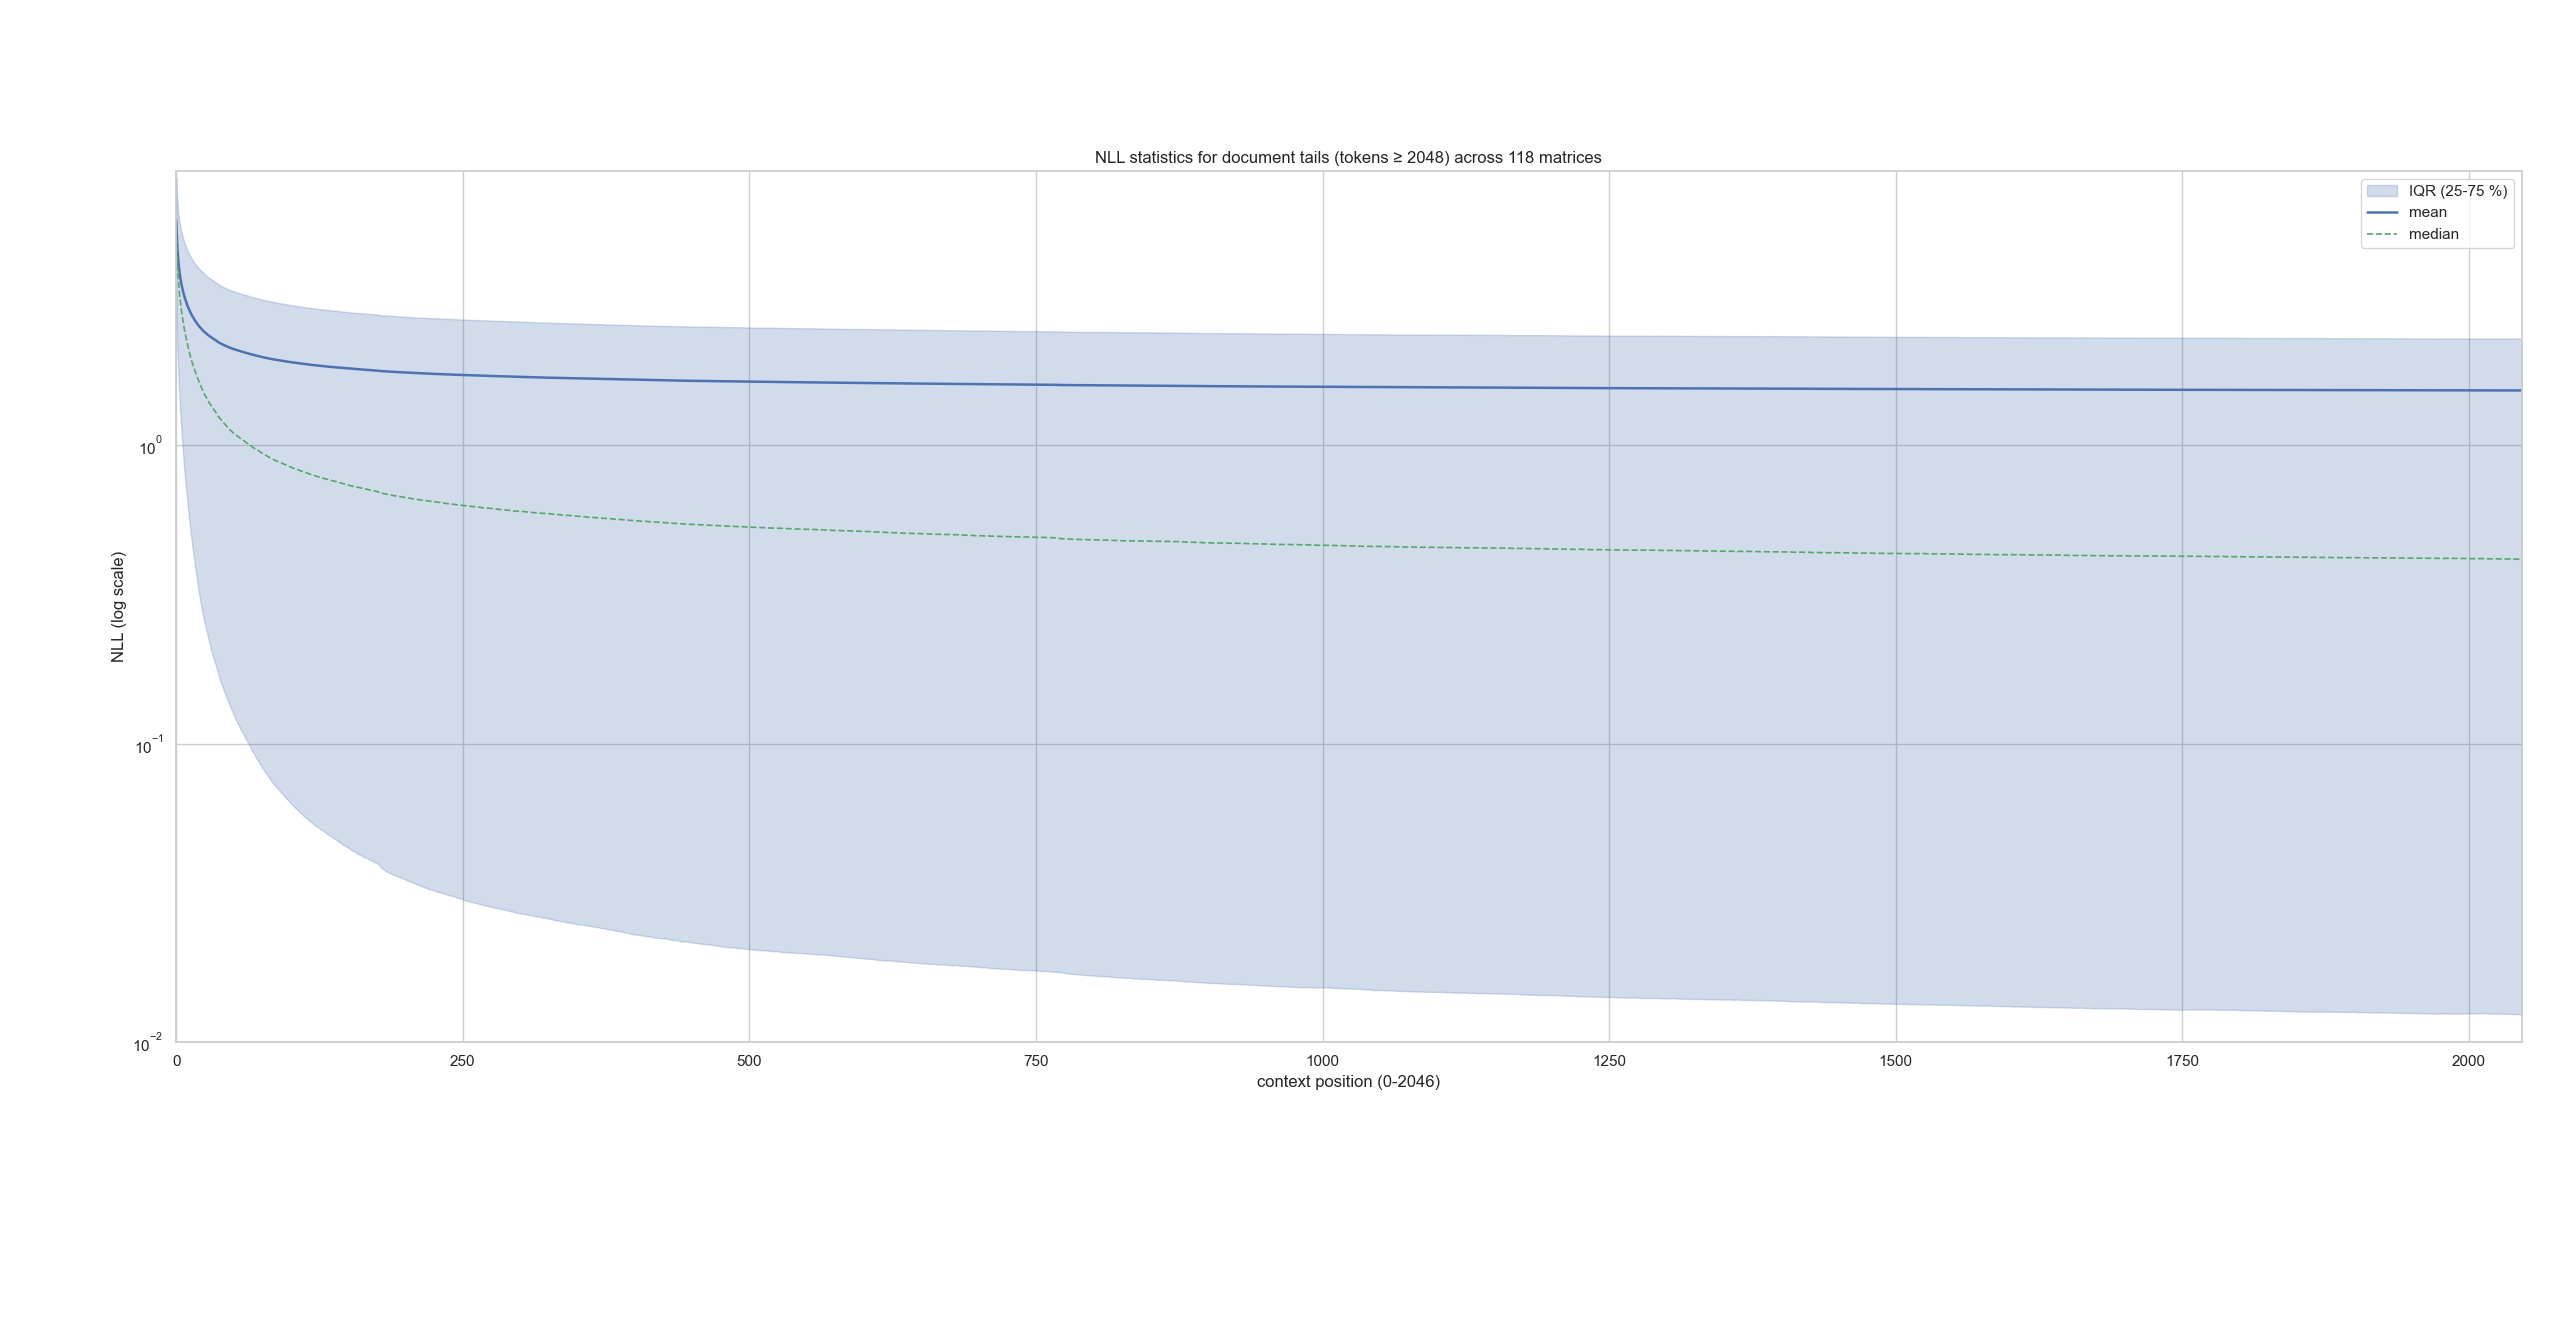 NLL statistics for document tails (tokens ≥ 2048) across 118 matrices
IQR (25-75 %)
mean
median
NLL (log scale)
10⁰
10⁻¹
10⁻²
0 250 500 750 1000 1250 1500 1750 2000
context position (0-2046)